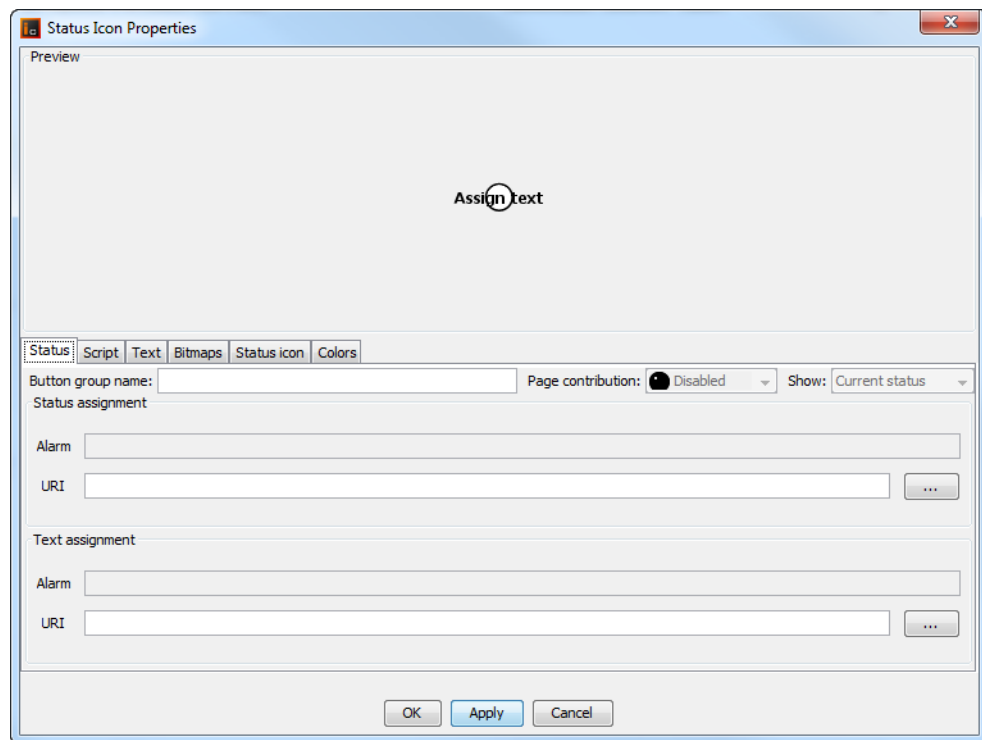 Status Icon Properties
Preview
Assign text
Status Script Text Bitmaps Status icon Colors
Button group name: Page contribution: Disabled Show: Current status
Status assignment
Alarm
URI ...
Text assignment
Alarm
URI ...
OK Apply Cancel